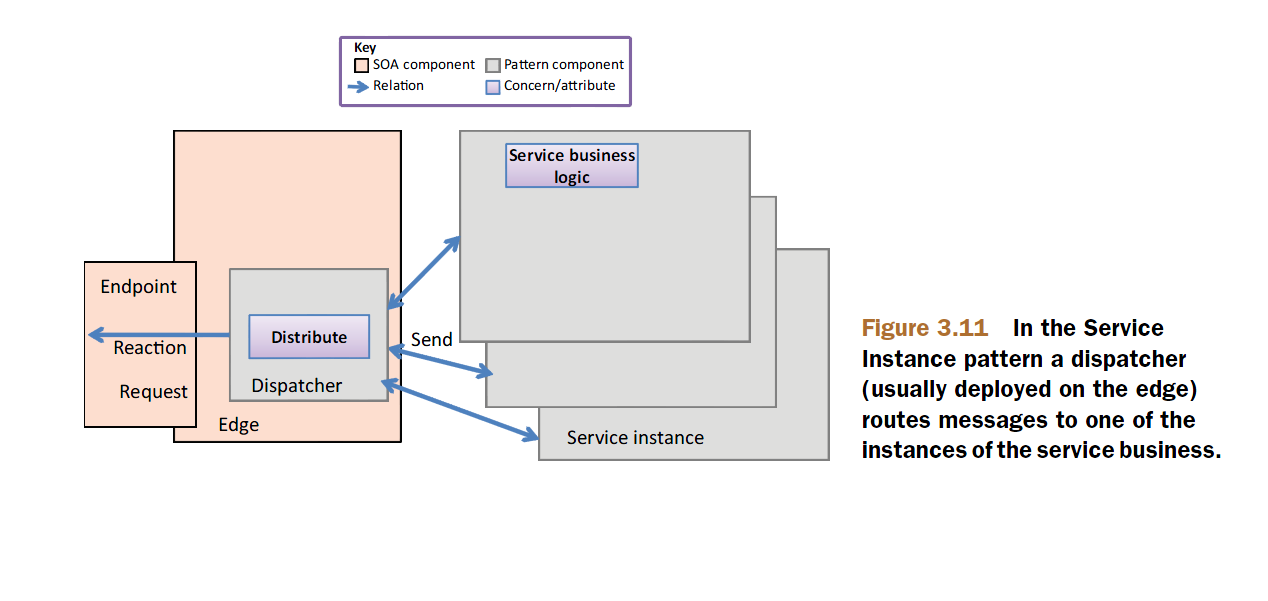 Key
SOA component
Pattern component
Relation
Concern/attribute
Service business
logic
Endpoint
Reaction
Request
Distribute
Dispatcher
Edge
Send
Service instance
Figure 3.11 In the Service
Instance pattern a dispatcher
(usually deployed on the edge)
routes messages to one of the
instances of the service business.